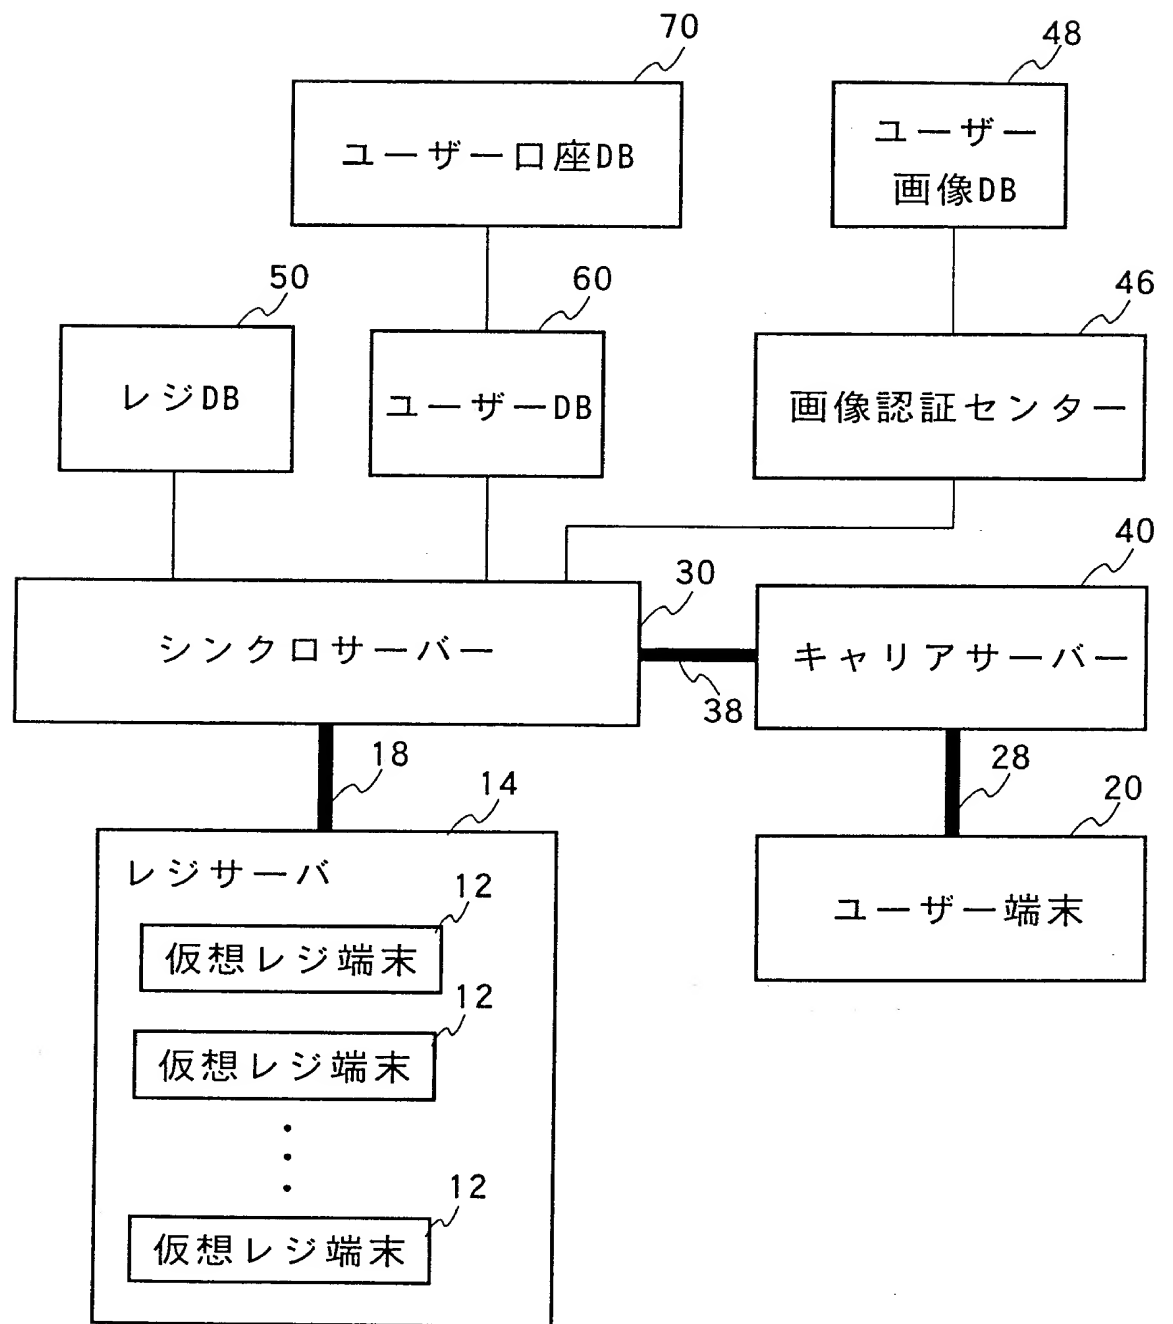 70
48
ユーザー口座DB
ユーザー
画像DB
50
60
46
レジDB
ユーザーDB
画像認証センター
30
40
シンクロサーバー
キャリアサーバー
38
18
28
14
20
レジサーバ
ユーザー端末
12
仮想レジ端末
12
仮想レジ端末
12
仮想レジ端末